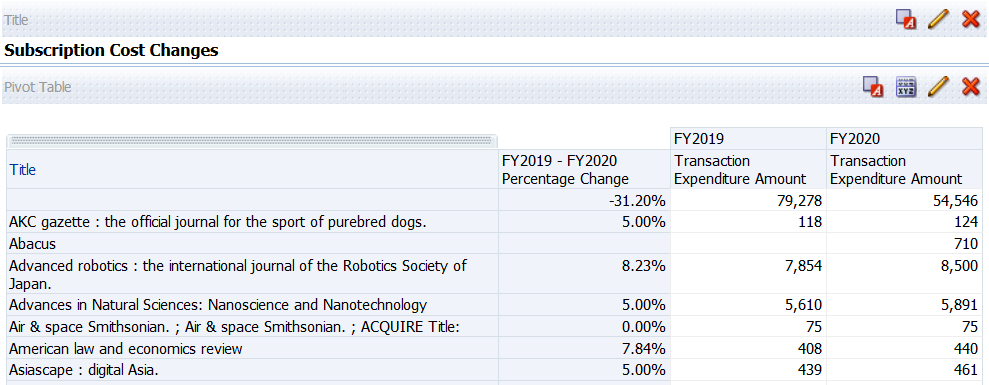 Title
Subscription Cost Changes
Pivot Table
FY2019 FY2020
Title FY2019 - FY2020 Percentage Change Transaction Expenditure Amount Transaction Expenditure Amount
-31.20% 79,278 54,546
AKC gazette : the official journal for the sport of purebred dogs. 5.00% 118 124
Abacus 710
Advanced robotics : the international journal of the Robotics Society of
Japan. 8.23% 7,854 8,500
Advances in Natural Sciences: Nanoscience and Nanotechnology 5.00% 5,610 5,891
Air & space Smithsonian. ; Air & space Smithsonian. ; ACQUIRE Title: 0.00% 75 75
American law and economics review 7.84% 408 440
Asiascape : digital Asia. 5.00% 439 461